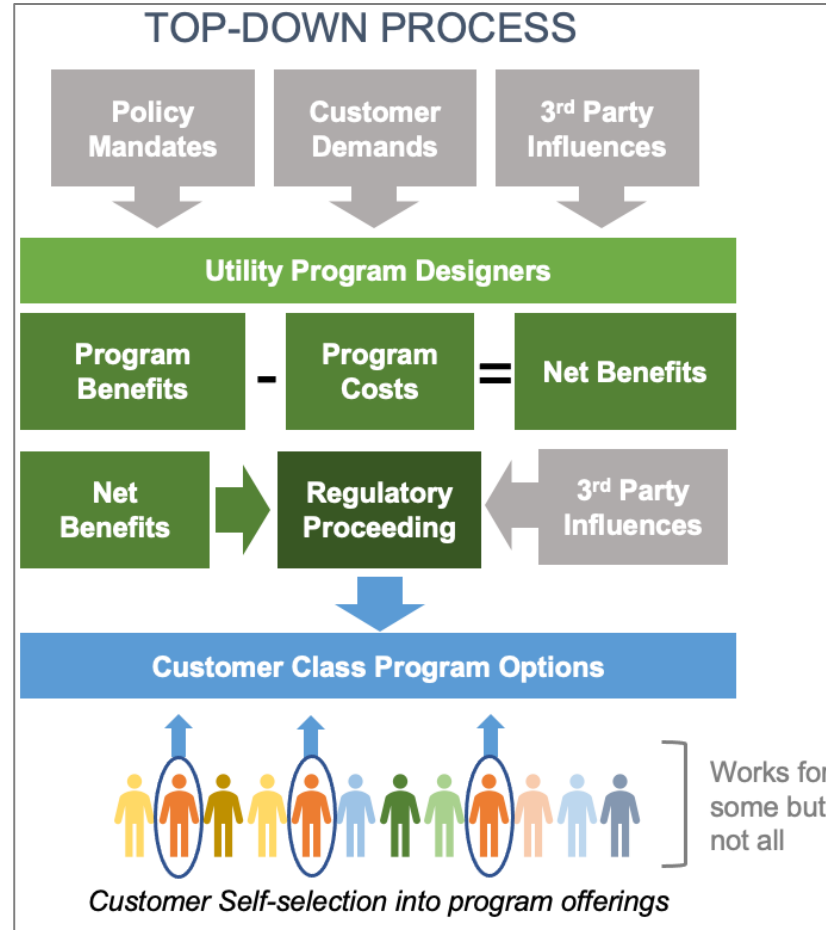 TOP-DOWN PROCESS
Policy Customer 3rd Party
Mandates Demands Influences
Utility Program Designers
Program Program
Benefits - Costs = Net Benefits
Net Regulatory 3rd Party
Benefits Proceeding Influences
Customer Class Program Options
Works for
some but
not all
Customer Self-selection into program offerings